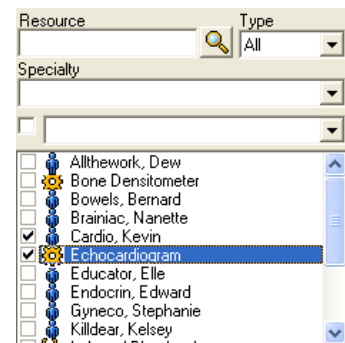 Resource Type
All
Specialty
Allthework, Dew
Bone Densitometer
Bowels, Bernard
Brainiac, Nanette
Cardio, Kevin
Echocardiogram
Educator, Elle
Endocrin, Edward
Gyneco, Stephanie
Killdear, Kelsey